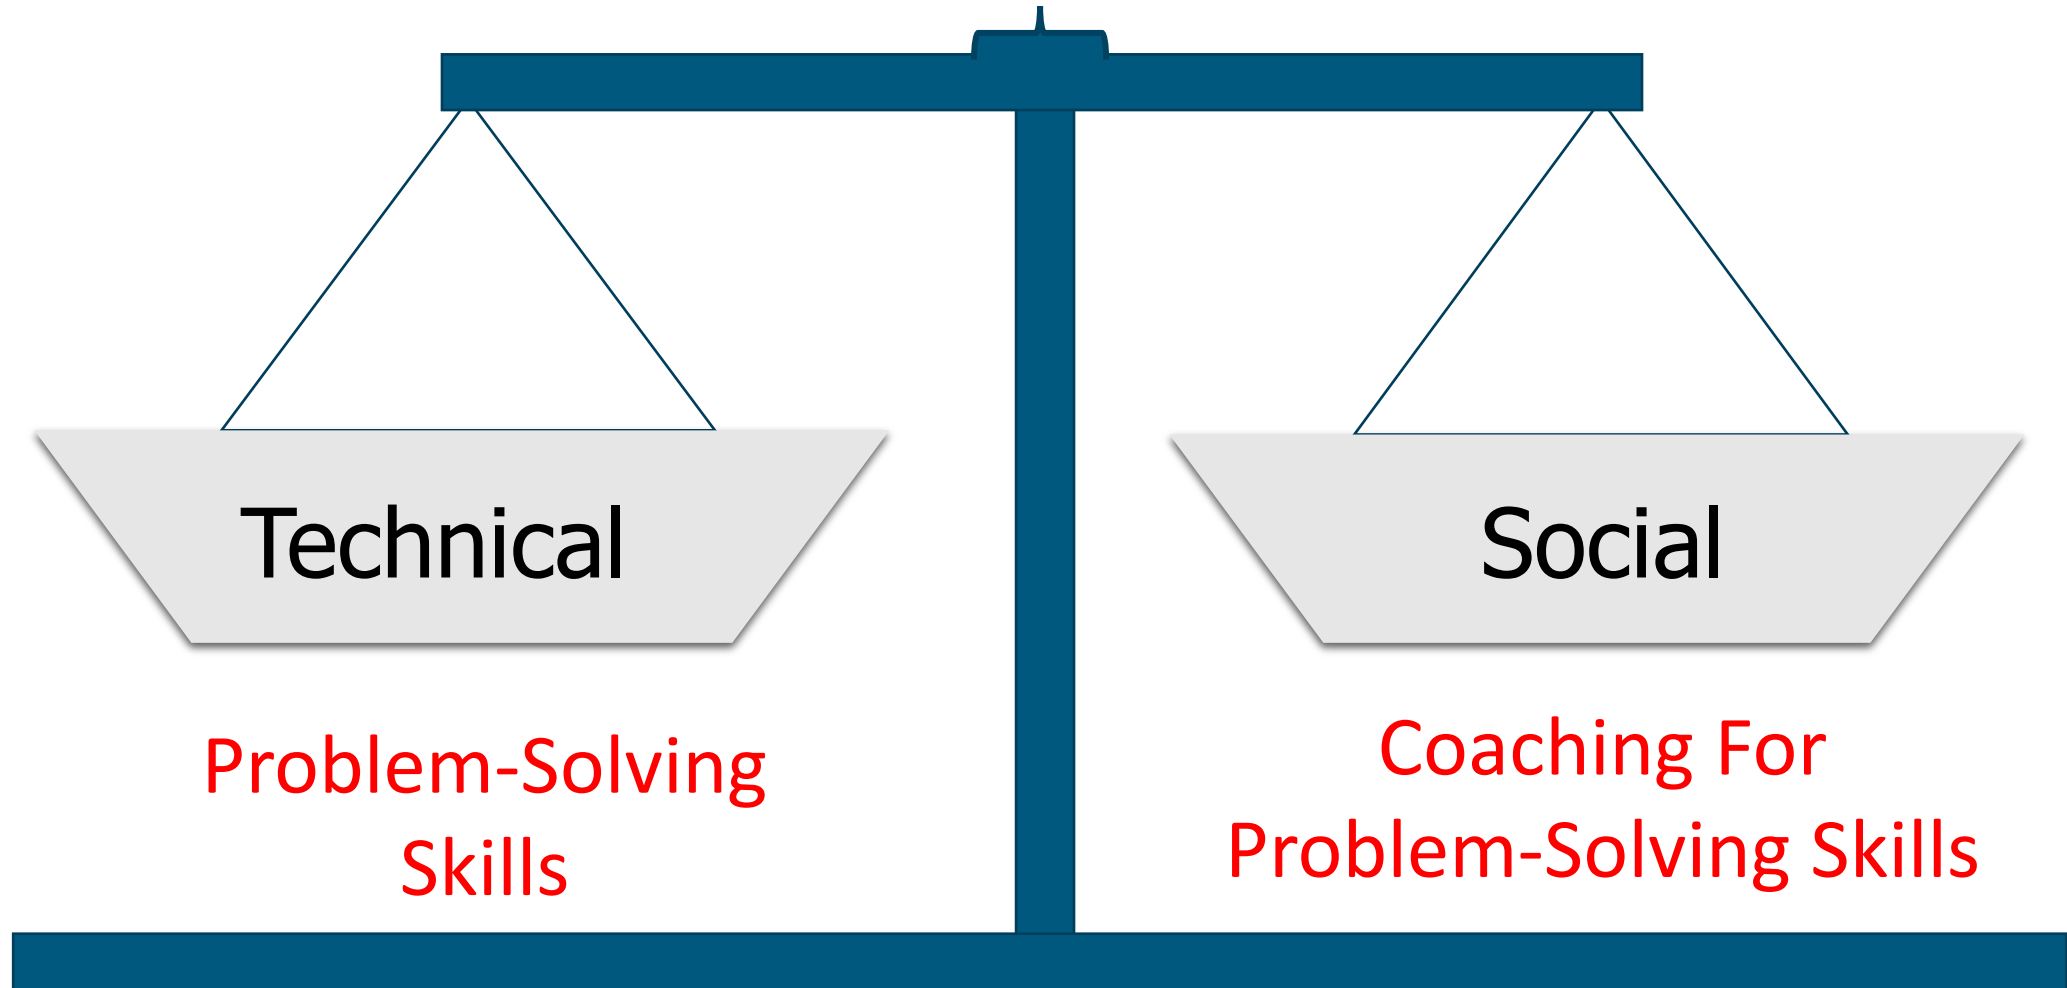 Technical
Social
Problem-Solving
Skills
Coaching For
Problem-Solving Skills